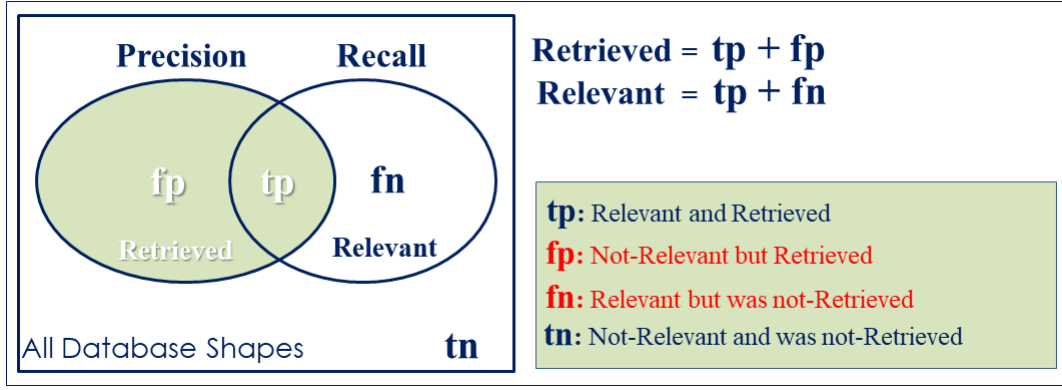 Precision Recall
fp tp fn
Retrieved Relevant
All Database Shapes tn
Retrieved = tp + fp
Relevant = tp + fn
tp: Relevant and Retrieved
fp: Not-Relevant but Retrieved
fn: Relevant but was not-Retrieved
tn: Not-Relevant and was not-Retrieved